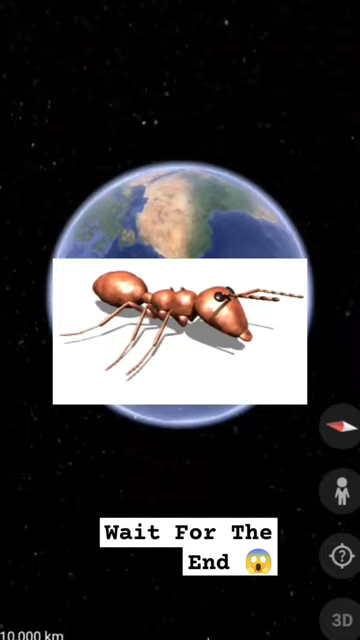 Wait For The
End 😱
?
3D
10,000 km